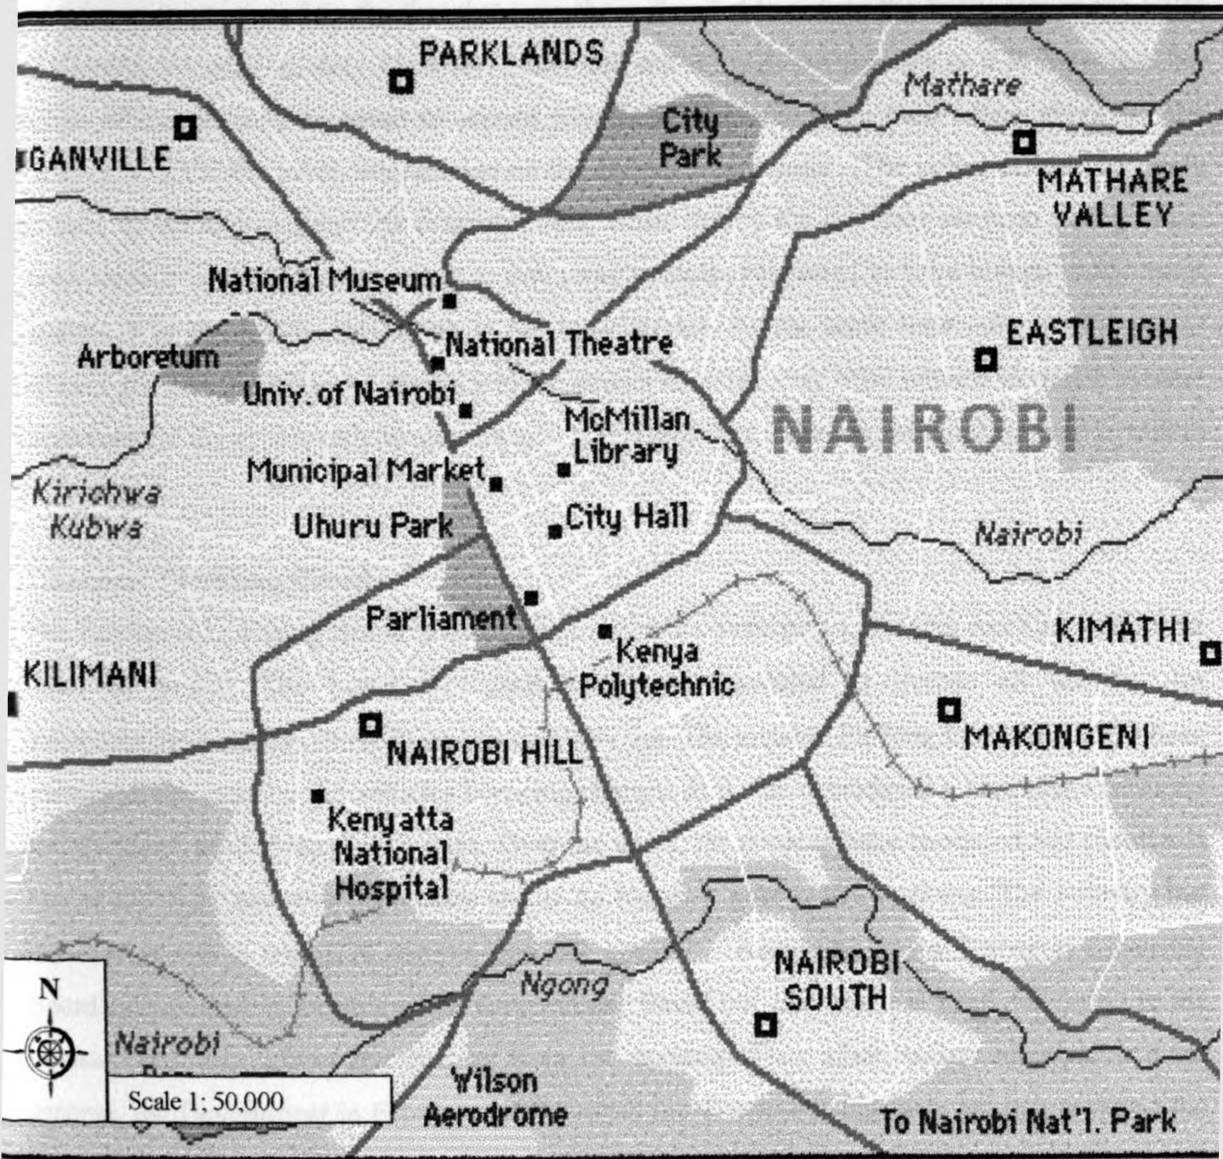 PARKLANDS
City
Park
Mathare
GANVILLE
MATHARE
VALLEY
National Museum
EASTLEIGH
National Theatre
Arboretum
Univ. of Nairobi
McMillan
Library
NAIROBI
Municipal Market
Kirichwa
Kubwa
Uhuru Park
City Hall
Nairobi
Parliament
KIMATHI
Kenya
Polytechnic
KILIMANI
MAKONGENI
NAIROBI HILL
Kenyatta
National
Hospital
NAIROBI
SOUTH
Ngong
N
Nairobi
Wilson
Aerodrome
Scale 1; 50,000
To Nairobi Nat'l. Park